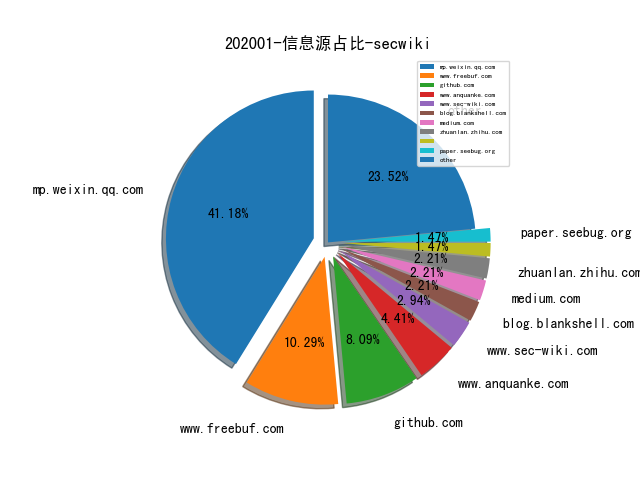 202001-信息源占比-secwiki
mp.weixin.qq.com
www.freebuf.com
github.com
www.anquanke.com
www.sec-wiki.com
blog.blankshell.com
medium.com
zhuanlan.zhihu.com
paper.seebug.org
other
other
23.52%
mp.weixin.qq.com
41.18%
1.47%
paper.seebug.org
1.47%
2.21%
zhuanlan.zhihu.com
2.21%
medium.com
2.21%
blog.blankshell.com
2.94%
www.sec-wiki.com
4.41%
www.anquanke.com
8.09%
github.com
10.29%
www.freebuf.com